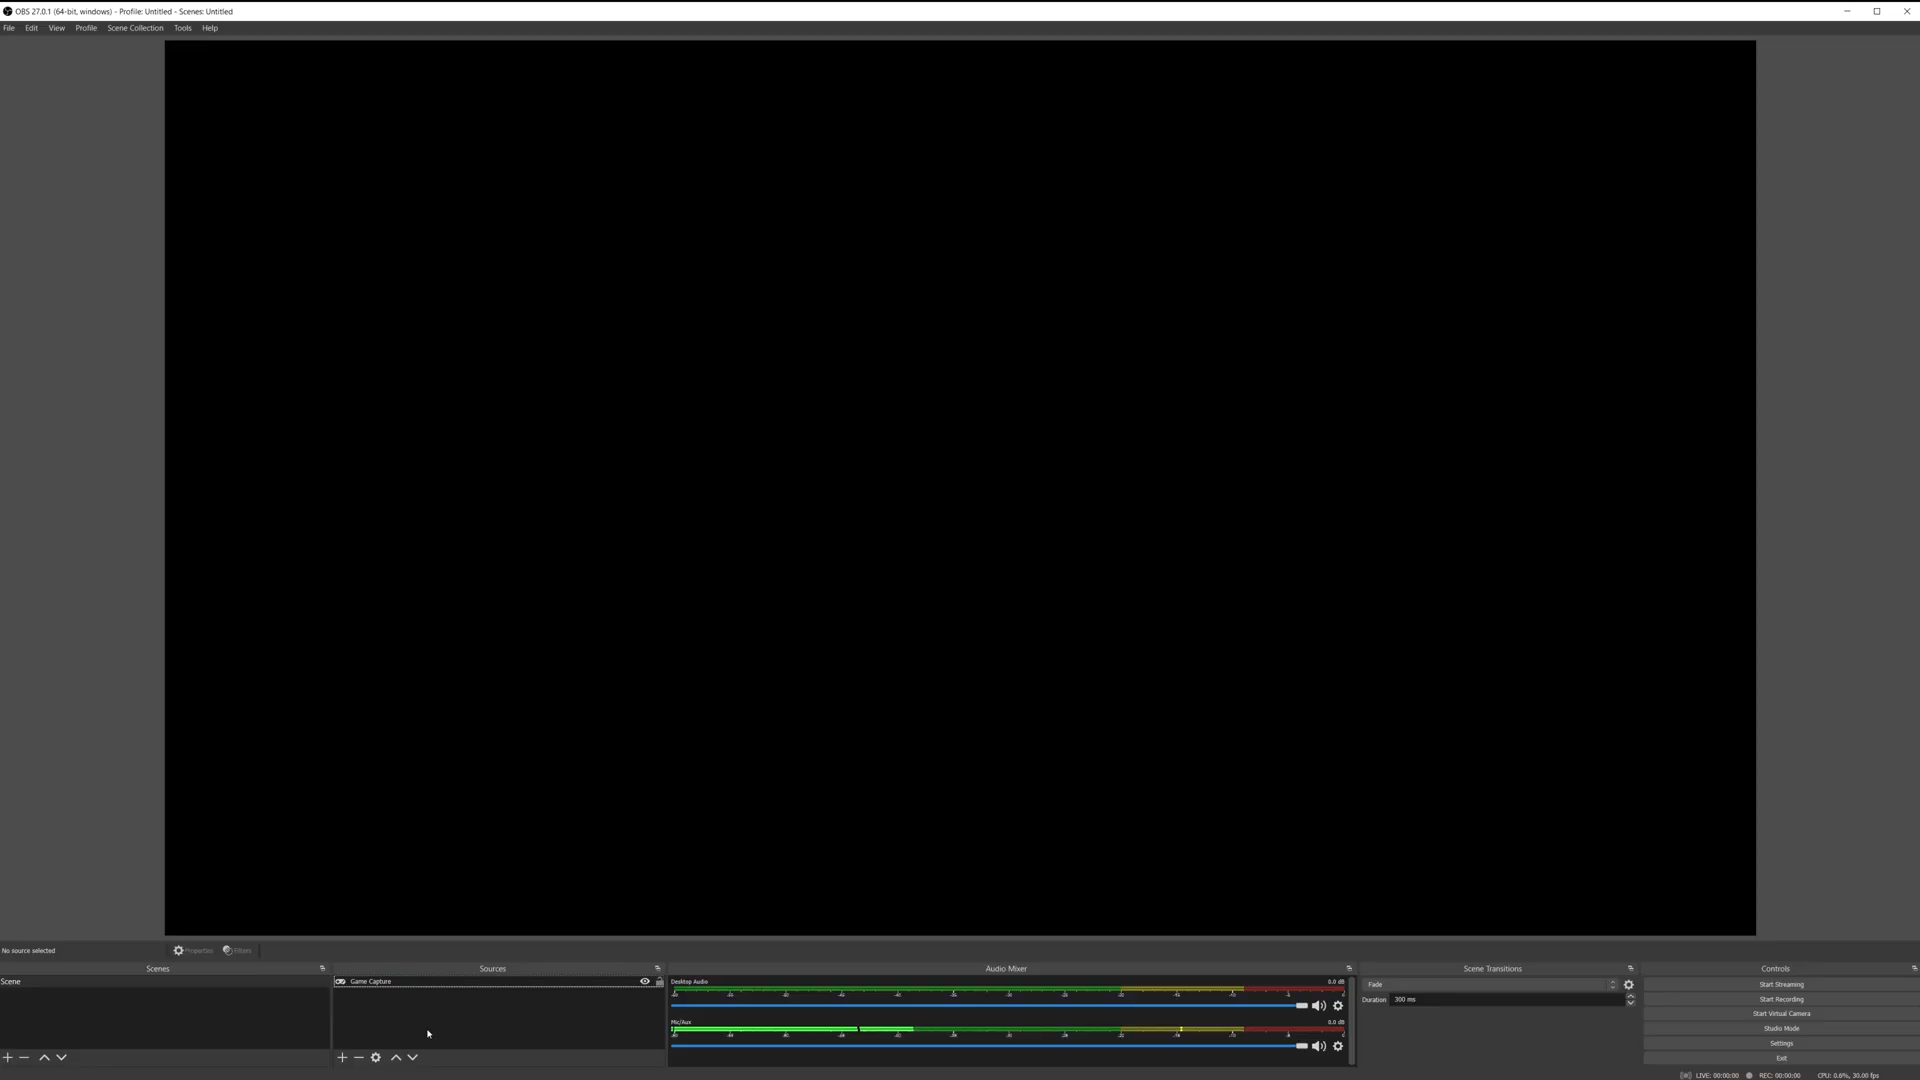 OBS 27.0.1 (64-bit, windows) - Profile: Untitled - Scenes: Untitled
File Edit View Profile Scene Collection Tools Help
No source selected
Properties
Filters
Scenes
Scene
Sources
Game Capture
Audio Mixer
Desktop Audio
0.0 dB
Mic/Aux
0.0 dB
Scene Transitions
Fade
Duration 300 ms
Controls
Start Streaming
Start Recording
Start Virtual Camera
Studio Mode
Settings
Exit
LIVE: 00:00:00 REC: 00:00:00 CPU: 0.6%, 30.00 fps